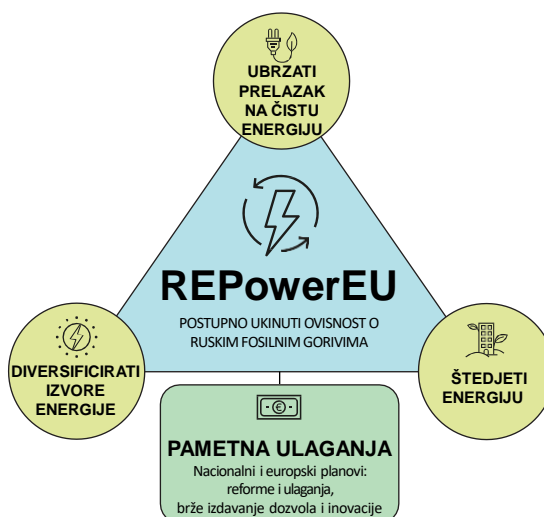 UBRZATI
PRELAZAK
NA ČISTU
ENERGIJU
REPowerEU
POSTUPNO UKINUTI OVISNOST O
RUSKIM FOSILNIM GORIVIMA
DIVERSIFICIRATI
IZVORE
ENERGIJE
ŠTEDJETI
ENERGIJU
€
PAMETNA ULAGANJA
Nacionalni i europski planovi:
reforme i ulaganja,
brže izdavanje dozvola i inovacije